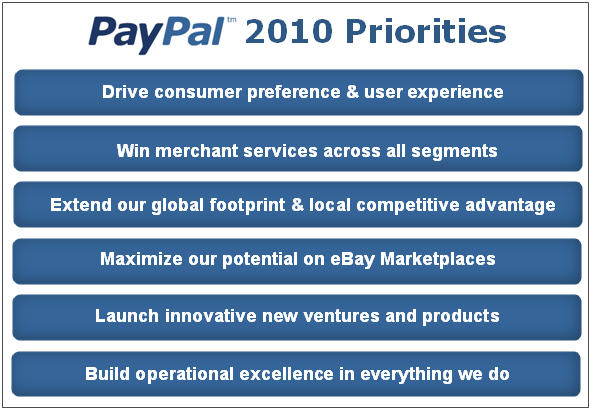 PayPal™ 2010 Priorities
Drive consumer preference & user experience
Win merchant services across all segments
Extend our global footprint & local competitive advantage
Maximize our potential on eBay Marketplaces
Launch innovative new ventures and products
Build operational excellence in everything we do